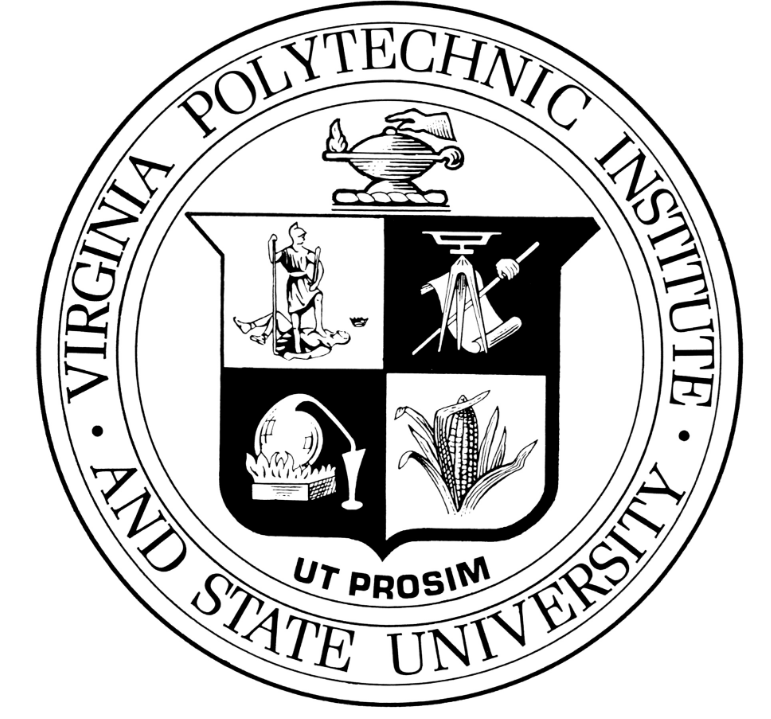 VIRGINIA POLYTECHNIC INSTITUTE
· AND STATE UNIVERSITY ·
UT PROSIM